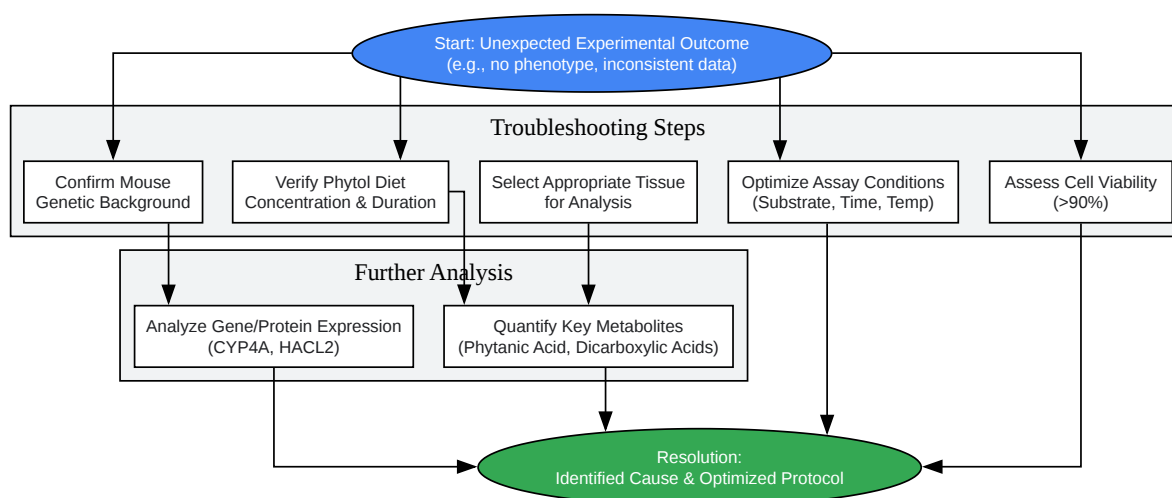 Start: Unexpected Experimental Outcome
(e.g., no phenotype, inconsistent data)
Troubleshooting Steps
Confirm Mouse
Genetic Background
Verify Phytol Diet
Concentration & Duration
Select Appropriate Tissue
for Analysis
Optimize Assay Conditions
(Substrate, Time, Temp)
Assess Cell Viability
(>90%)
Further Analysis
Analyze Gene/Protein Expression
(CYP4A, HACL2)
Quantify Key Metabolites
(Phytanic Acid, Dicarboxylic Acids)
Resolution:
Identified Cause & Optimized Protocol